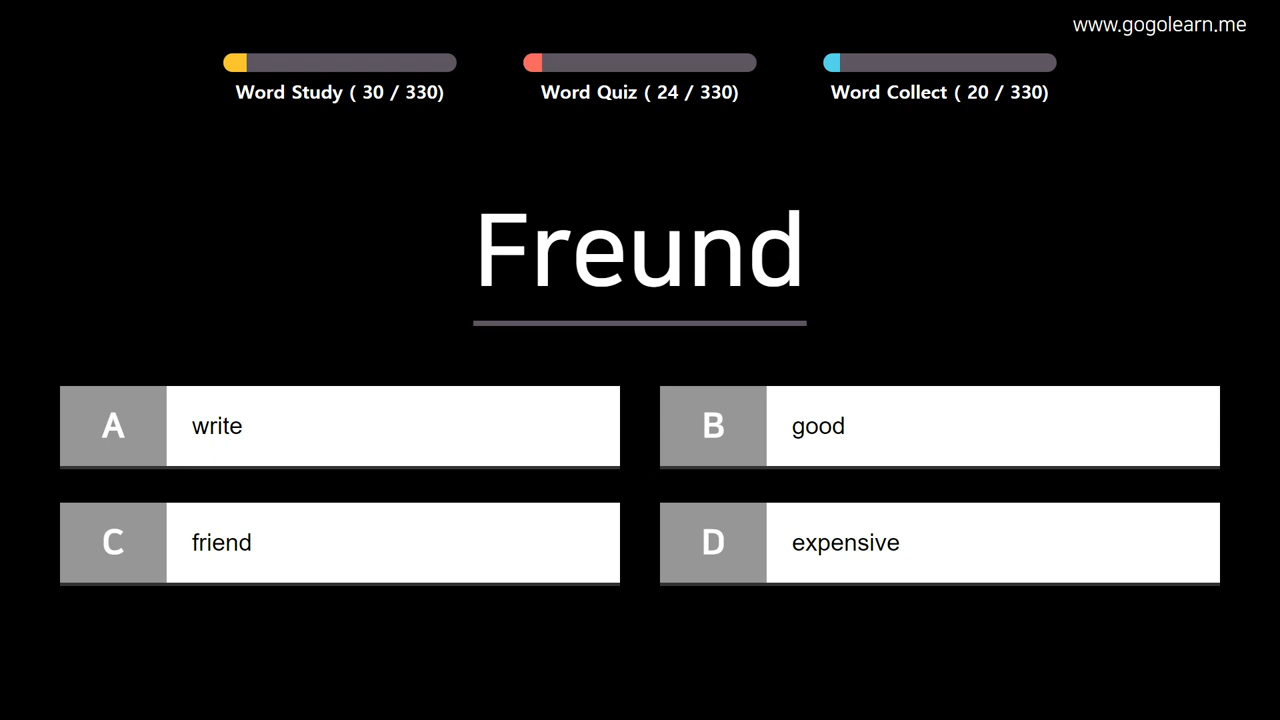 www.gogolearn.me
Word Study ( 30 / 330)
Word Quiz ( 24 / 330)
Word Collect ( 20 / 330)
Freund
A write
B good
C friend
D expensive